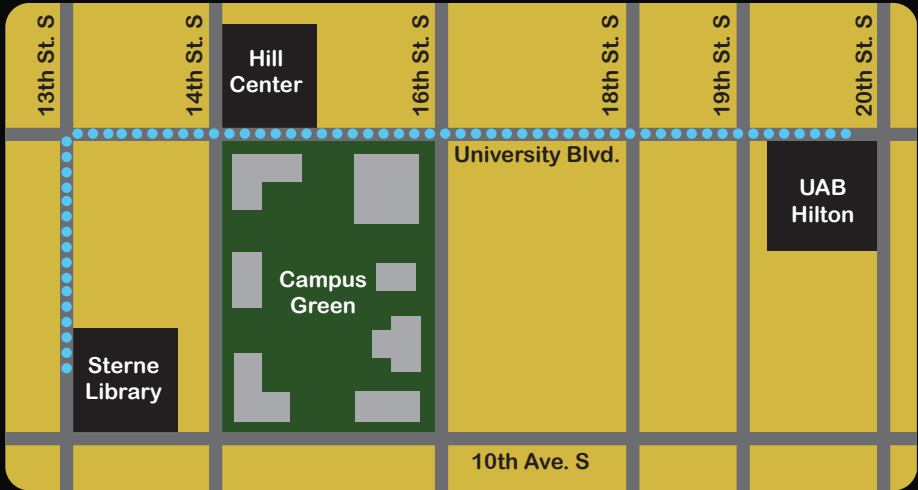 13th St. S
14th St. S
16th St. S
18th St. S
19th St. S
20th St. S
Hill
Center
University Blvd.
UAB
Hilton
Campus
Green
Sterne
Library
10th Ave. S